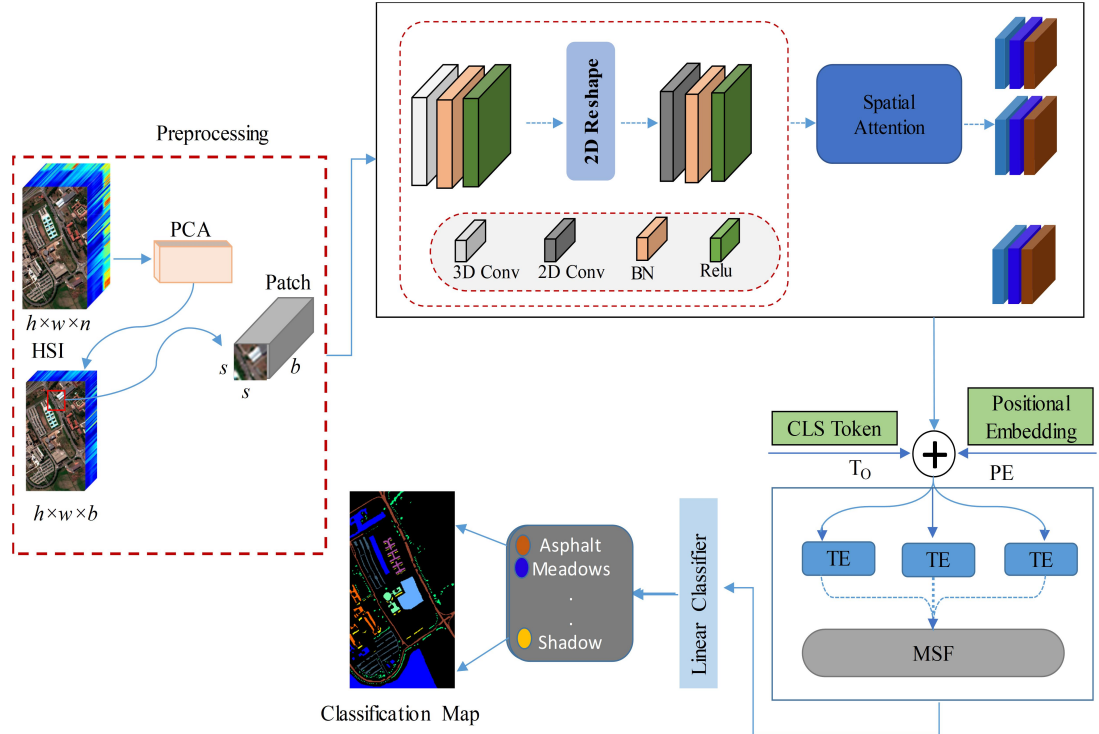 Preprocessing
PCA
Patch
h×w×n
HSI
s
b
s
h×w×b
2D Reshape
Spatial
Attention
3D Conv
2D Conv
BN
Relu
CLS Token
Positional
Embedding
T_O
PE
TE
TE
TE
MSF
Linear Classifier
Asphalt
Meadows
.
.
Shadow
Classification Map